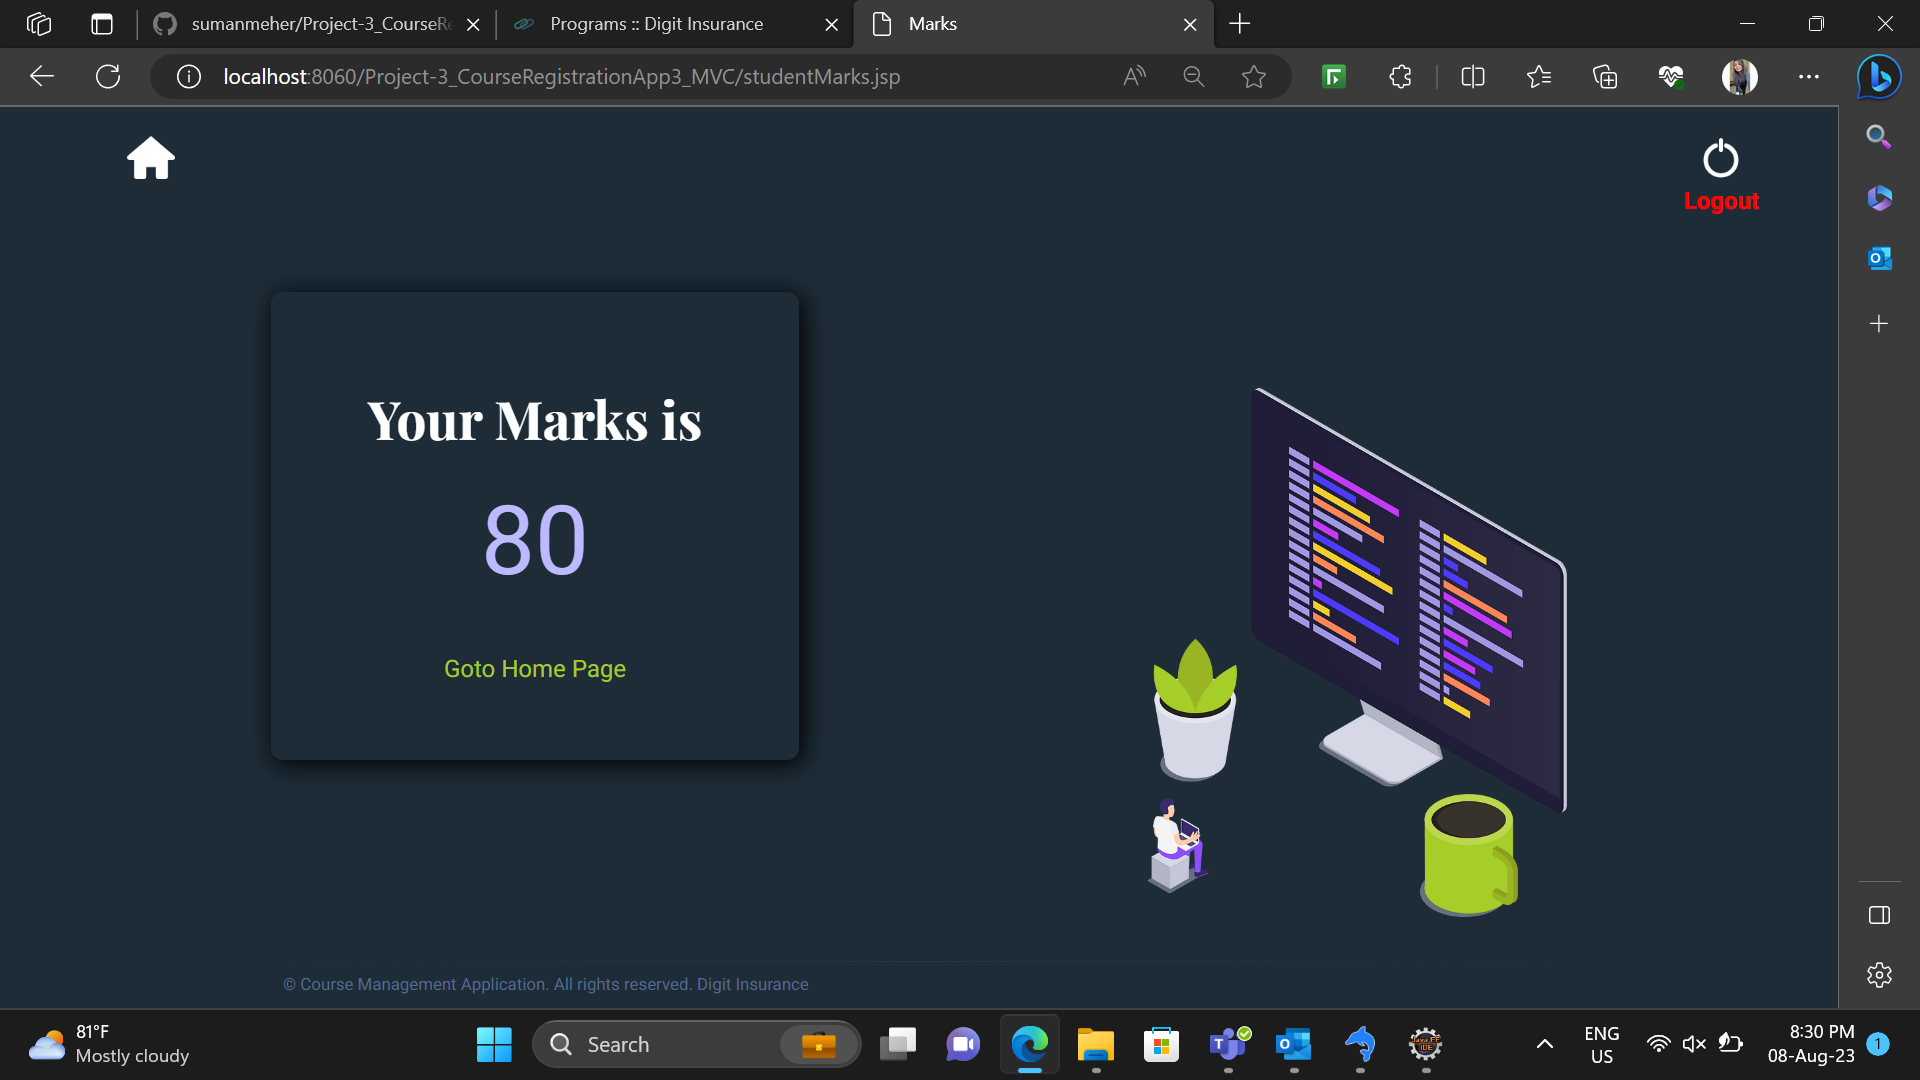 sumanmeher/Project-3_CourseRe
Programs :: Digit Insurance
Marks
localhost:8060/Project-3_CourseRegistrationApp3_MVC/studentMarks.jsp
Logout
Your Marks is
80
Goto Home Page
© Course Management Application. All rights reserved. Digit Insurance
81°F
Mostly cloudy
Search
ENG
US
8:30 PM
08-Aug-23
1